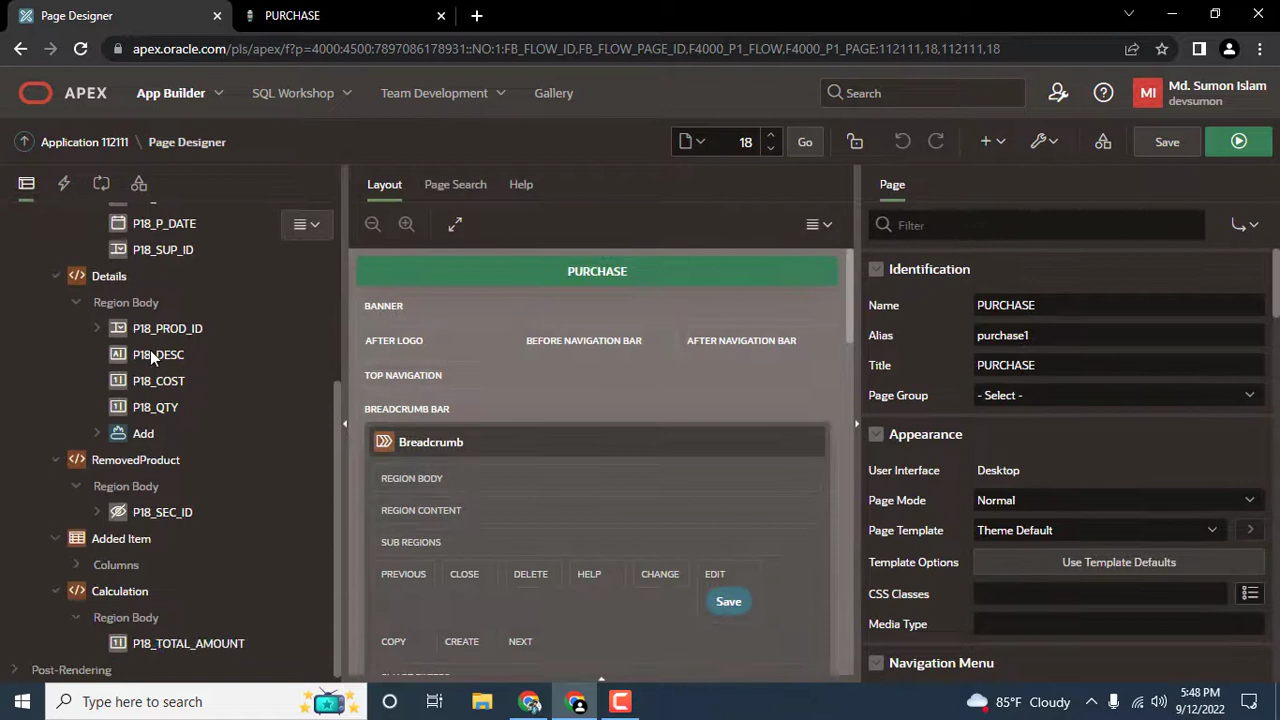 Page Designer
PURCHASE
apex.oracle.com/pls/apex/f?p=4000:4500:7897086178931::NO:1:FB_FLOW_ID,FB_FLOW_PAGE_ID,F4000_P1_FLOW,F4000_P1_PAGE:112111,18,112111,18
APEX
App Builder
SQL Workshop
Team Development
Gallery
Search
MI
Md. Sumon Islam
devsumon
Application 112111
Page Designer
18
Go
Save
Layout
Page Search
Help
Page
P18_P_DATE
P18_SUP_ID
Details
Region Body
P18_PROD_ID
P18_DESC
P18_COST
P18_QTY
Add
RemovedProduct
Region Body
P18_SEC_ID
Added Item
Columns
Calculation
Region Body
P18_TOTAL_AMOUNT
Post-Rendering
PURCHASE
BANNER
AFTER LOGO
BEFORE NAVIGATION BAR
AFTER NAVIGATION BAR
TOP NAVIGATION
BREADCRUMB BAR
Breadcrumb
REGION BODY
REGION CONTENT
SUB REGIONS
PREVIOUS
CLOSE
DELETE
HELP
CHANGE
EDIT
Save
COPY
CREATE
NEXT
Filter
Identification
Name
PURCHASE
Alias
purchase1
Title
PURCHASE
Page Group
- Select -
Appearance
User Interface
Desktop
Page Mode
Normal
Page Template
Theme Default
Template Options
Use Template Defaults
CSS Classes
Media Type
Navigation Menu
Type here to search
85°F Cloudy
5:48 PM
9/12/2022